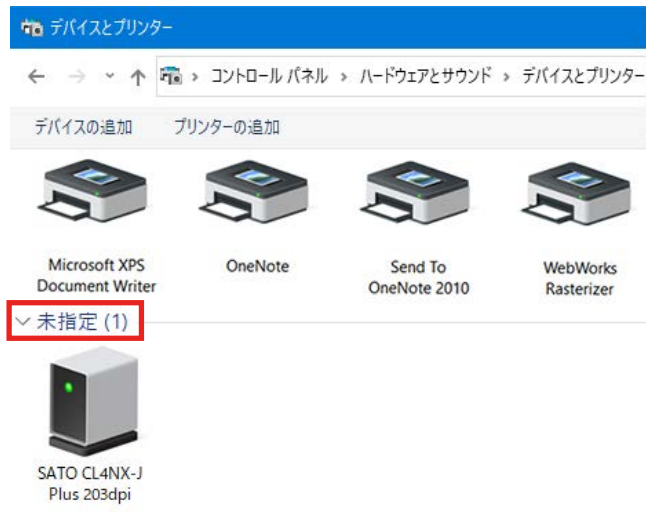 デバイスとプリンター
コントロール パネル › ハードウェアとサウンド › デバイスとプリンター
デバイスの追加 プリンターの追加
Microsoft XPS Document Writer
OneNote
Send To OneNote 2010
WebWorks Rasterizer
未指定 (1)
SATO CL4NX-J
Plus 203dpi